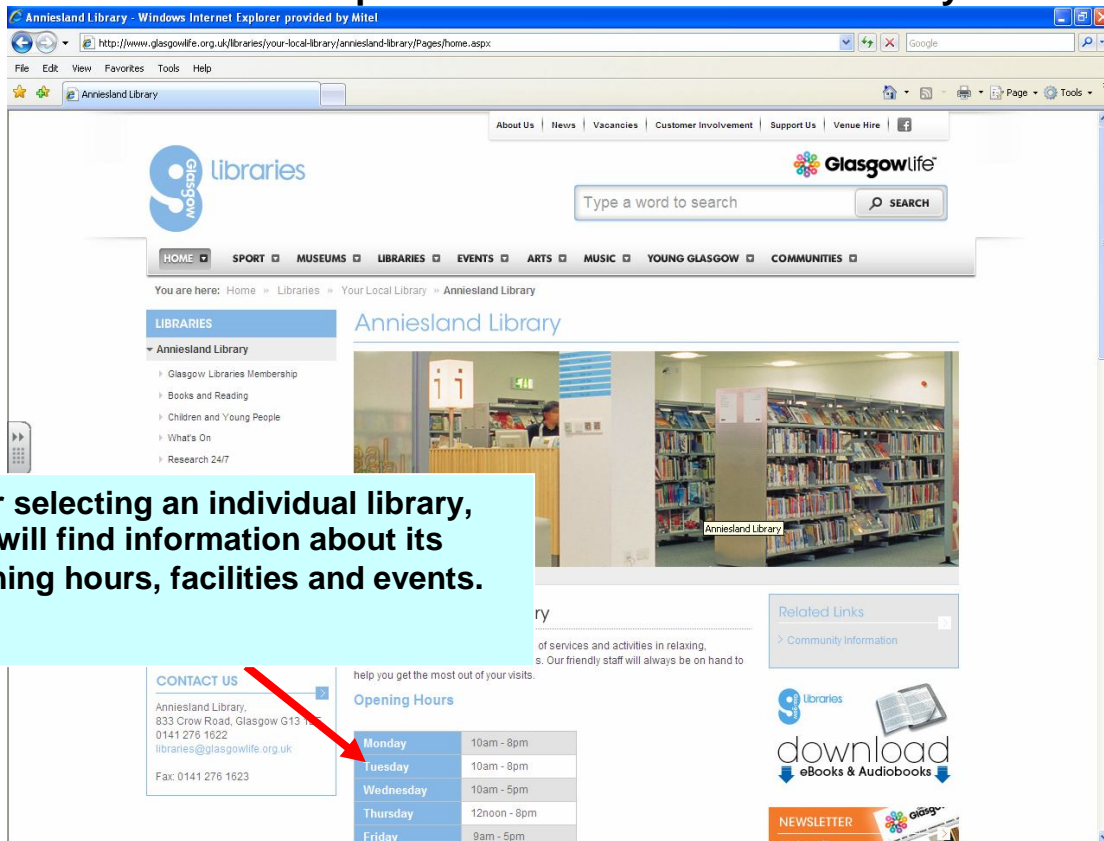 Anniesland Library - Windows Internet Explorer provided by Mitel
http://www.glasgowlife.org.uk/libraries/your-local-library/anniesland-library/Pages/home.aspx
Google
File Edit View Favorites Tools Help
Anniesland Library
Page Tools
About Us News Vacancies Customer Involvement Support Us Venue Hire
Glasgow libraries
Glasgowlife
Type a word to search
SEARCH
HOME SPORT MUSEUMS LIBRARIES EVENTS ARTS MUSIC YOUNG GLASGOW COMMUNITIES
You are here: Home » Libraries » Your Local Library » Anniesland Library
LIBRARIES
Anniesland Library
Glasgow Libraries Membership
Books and Reading
Children and Young People
What's On
Research 24/7
Anniesland Library
Anniesland Library
selecting an individual library,
will find information about its
hours, facilities and events.
Related Links
Community Information
of services and activities in relaxing,
Our friendly staff will always be on hand to
help you get the most out of your visits.
CONTACT US
Anniesland Library,
833 Crow Road, Glasgow G13
0141 276 1622
libraries@glasgowlife.org.uk
Fax: 0141 276 1623
Opening Hours
Monday 10am - 8pm
Tuesday 10am - 8pm
Wednesday 10am - 5pm
Thursday 12noon - 8pm
Friday 9am - 5pm
Glasgow libraries
download
eBooks & Audiobooks
NEWSLETTER
Glasgow